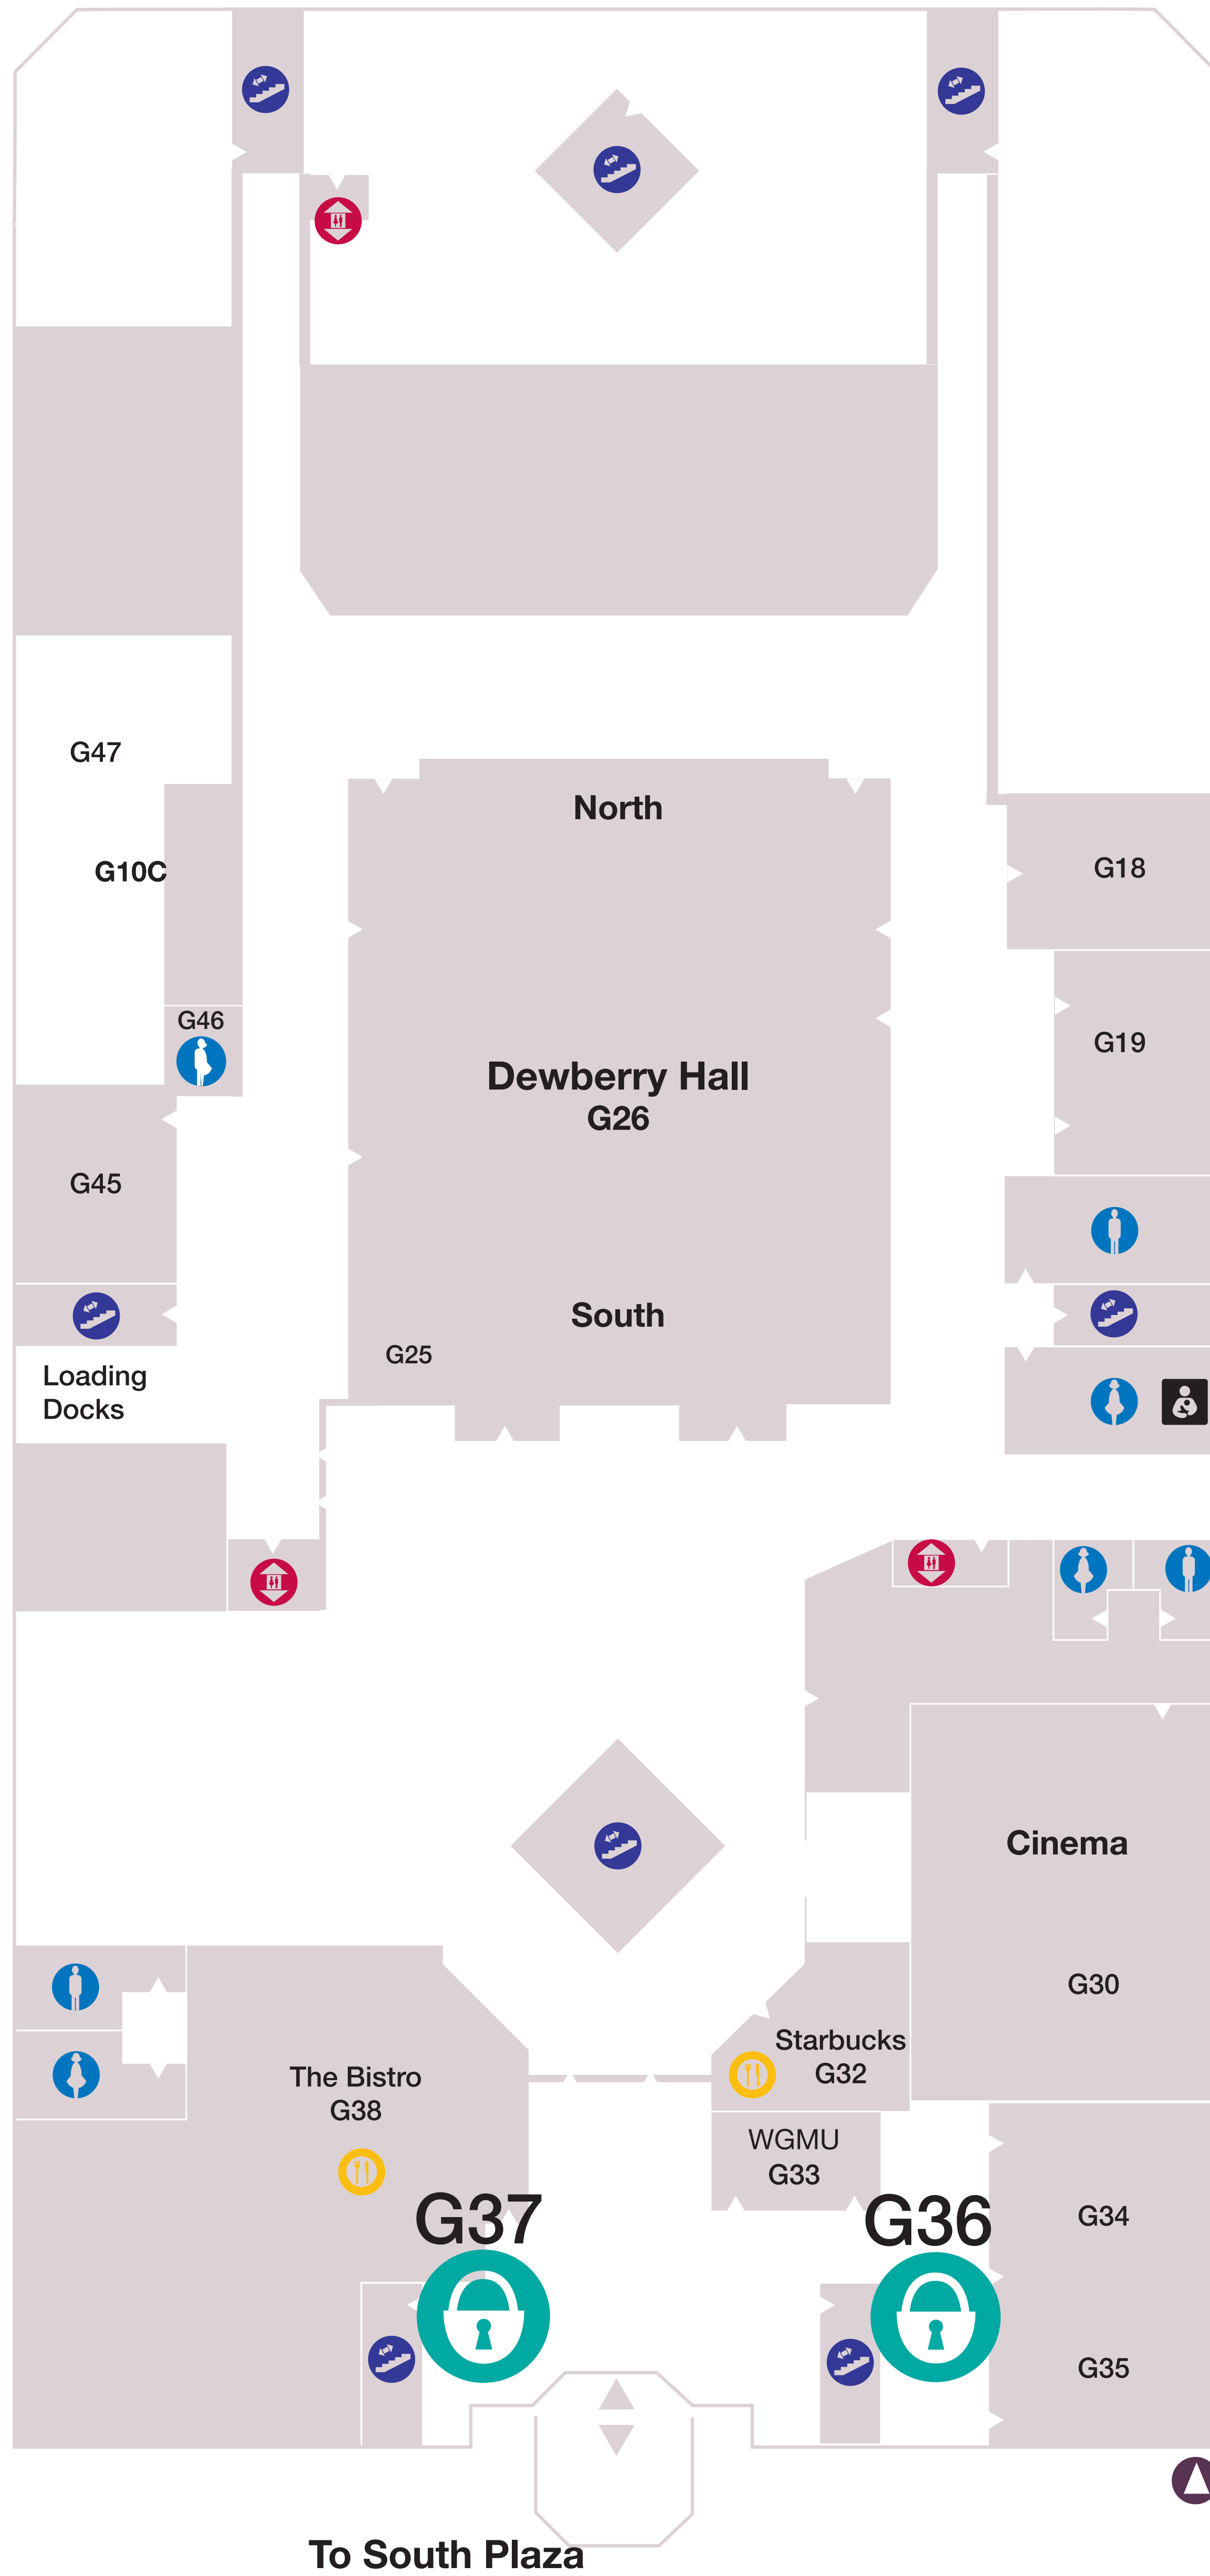 G47
North
G10C
G18
G46
G19
Dewberry Hall
G26
G45
South
G25
Loading
Docks
Cinema
G30
Starbucks
G32
The Bistro
G38
WGMU
G33
G37
G36
G34
G35
To South Plaza